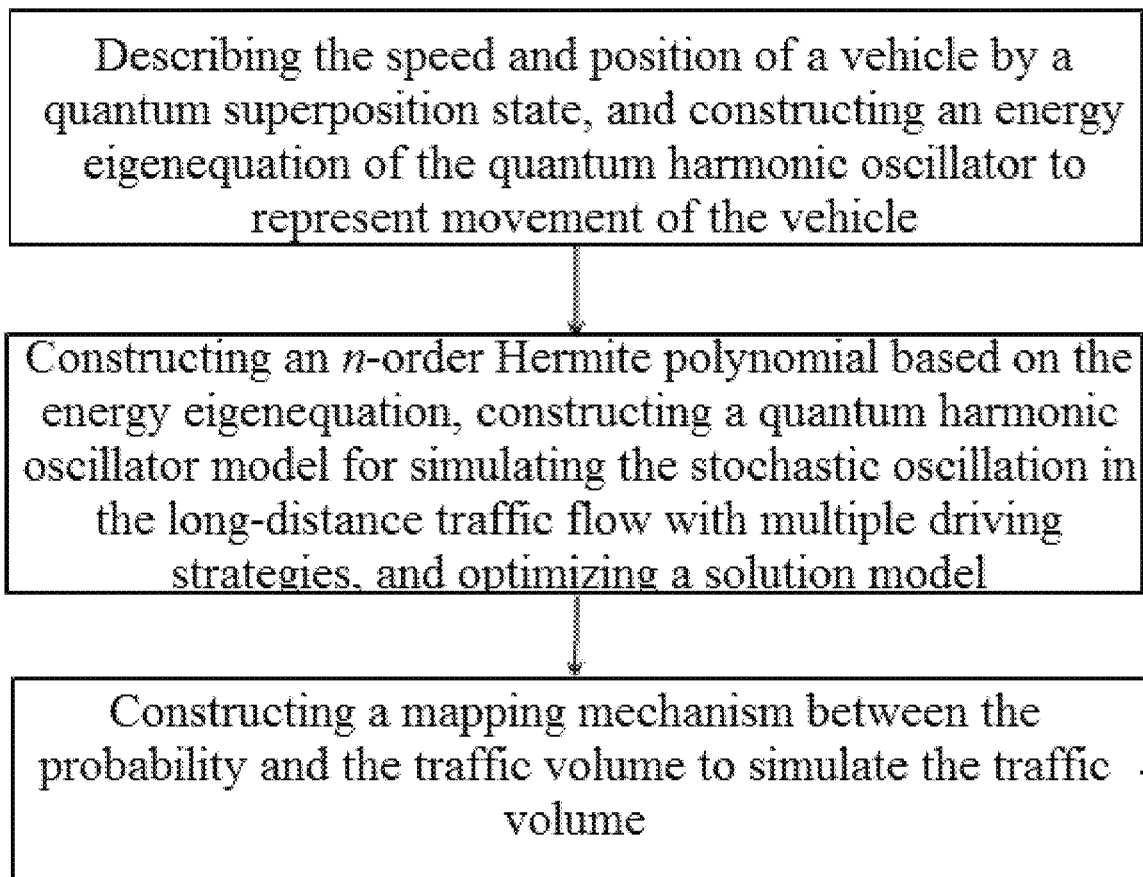 Describing the speed and position of a vehicle by a
quantum superposition state, and constructing an energy
eigenequation of the quantum harmonic oscillator to
represent movement of the vehicle
Constructing an n-order Hermite polynomial based on the
energy eigenequation, constructing a quantum harmonic
oscillator model for simulating the stochastic oscillation in
the long-distance traffic flow with multiple driving
strategies, and optimizing a solution model
Constructing a mapping mechanism between the
probability and the traffic volume to simulate the traffic
volume